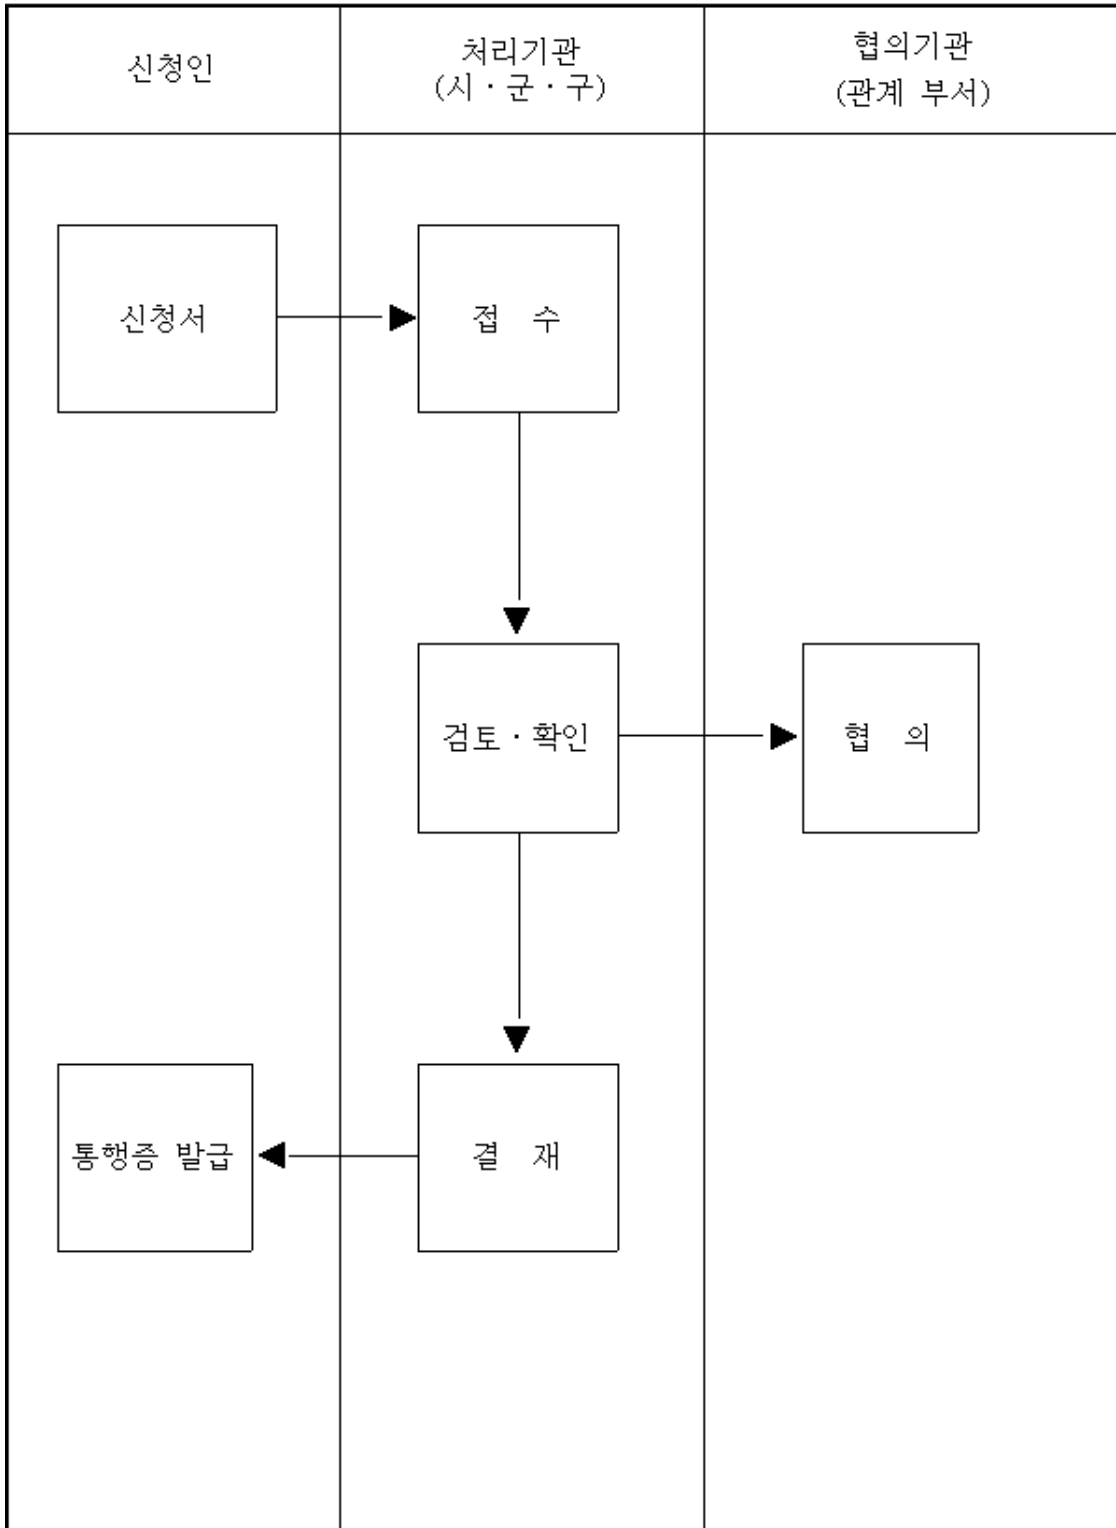 신청인
처리기관
(시・군・구)
협의기관
(관계 부서)
신청서
접 수
검토・확인
협 의
통행증 발급
결 재